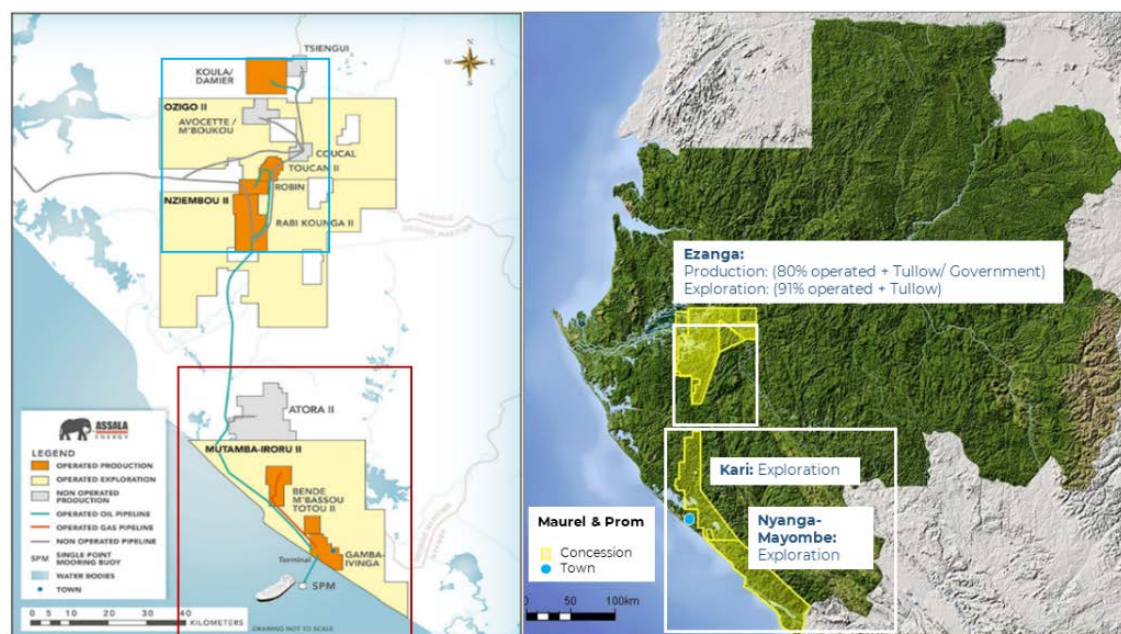 N
W E
S
TSIENGUI
KOULA/
DAMIER
OZIGO II
AVOCETTE /
M'BOUKOU
COUCAL
TOUCAN II
ROBIN
NZIEMBOU II
RABI KOUNGA II
ATORA II
MUTAMBA-IRORU II
BENDE
M'BASSOU
TOTOU II
Terminal
GAMBA-
IVINGA
SPM
ASSALA
ENERGY
LEGEND
OPERATED PRODUCTION
OPERATED EXPLORATION
NON OPERATED
PRODUCTION
OPERATED OIL PIPELINE
OPERATED GAS PIPELINE
NON OPERATED PIPELINE
SPM SINGLE POINT
MOORING BUOY
WATER BODIES
TOWN
0 5 10 20 30 40
KILOMETERS
DRAWING NOT TO SCALE
Ezanga:
Production: (80% operated + Tullow/ Government)
Exploration: (91% operated + Tullow)
Kari: Exploration
Nyanga-
Mayombe:
Exploration
Maurel & Prom
Concession
Town
0 50 100km